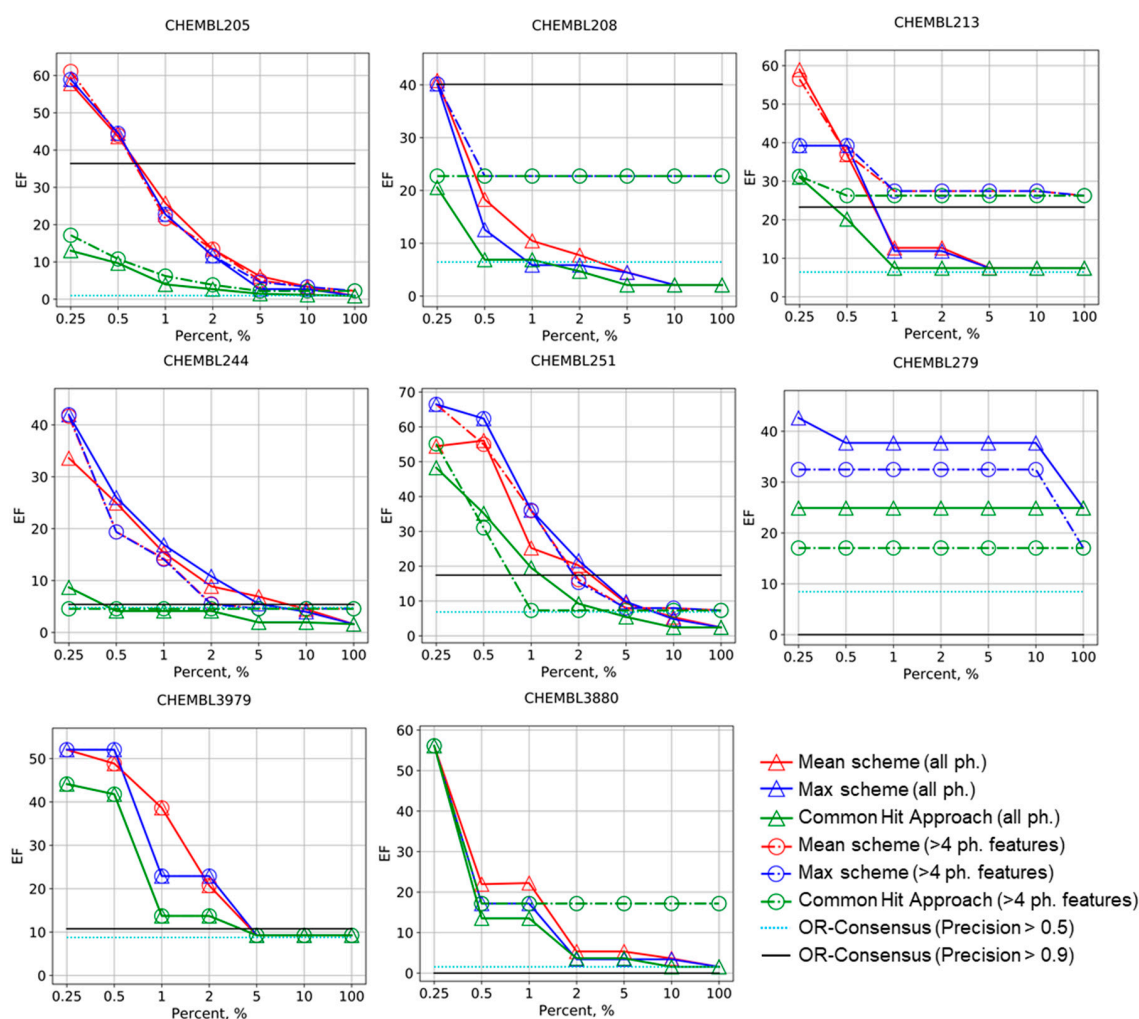 CHEMBL205
CHEMBL208
CHEMBL213
EF
60
50
40
30
20
10
0
0.25 0.5 1 2 5 10 100
Percent, %
EF
40
30
20
10
0
0.25 0.5 1 2 5 10 100
Percent, %
EF
60
50
40
30
20
10
0
0.25 0.5 1 2 5 10 100
Percent, %
CHEMBL244
CHEMBL251
CHEMBL279
EF
40
30
20
10
0
0.25 0.5 1 2 5 10 100
Percent, %
EF
70
60
50
40
30
20
10
0
0.25 0.5 1 2 5 10 100
Percent, %
EF
40
30
20
10
0
0.25 0.5 1 2 5 10 100
Percent, %
CHEMBL3979
CHEMBL3880
EF
50
40
30
20
10
0
0.25 0.5 1 2 5 10 100
Percent, %
EF
60
50
40
30
20
10
0
0.25 0.5 1 2 5 10 100
Percent, %
Mean scheme (all ph.)
Max scheme (all ph.)
Common Hit Approach (all ph.)
Mean scheme (>4 ph. features)
Max scheme (>4 ph. features)
Common Hit Approach (>4 ph. features)
OR-Consensus (Precision > 0.5)
OR-Consensus (Precision > 0.9)